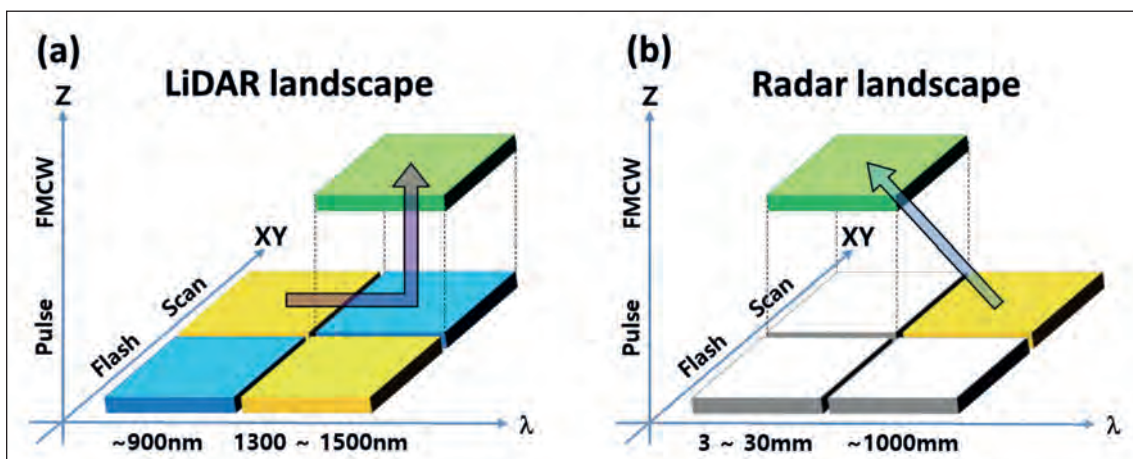 (a)
LiDAR landscape
Z
FMCW
Pulse
XY
Scan
Flash
λ
~900nm 1300 ~ 1500nm
(b)
Radar landscape
Z
FMCW
Pulse
XY
Scan
Flash
λ
3 ~ 30mm ~1000mm